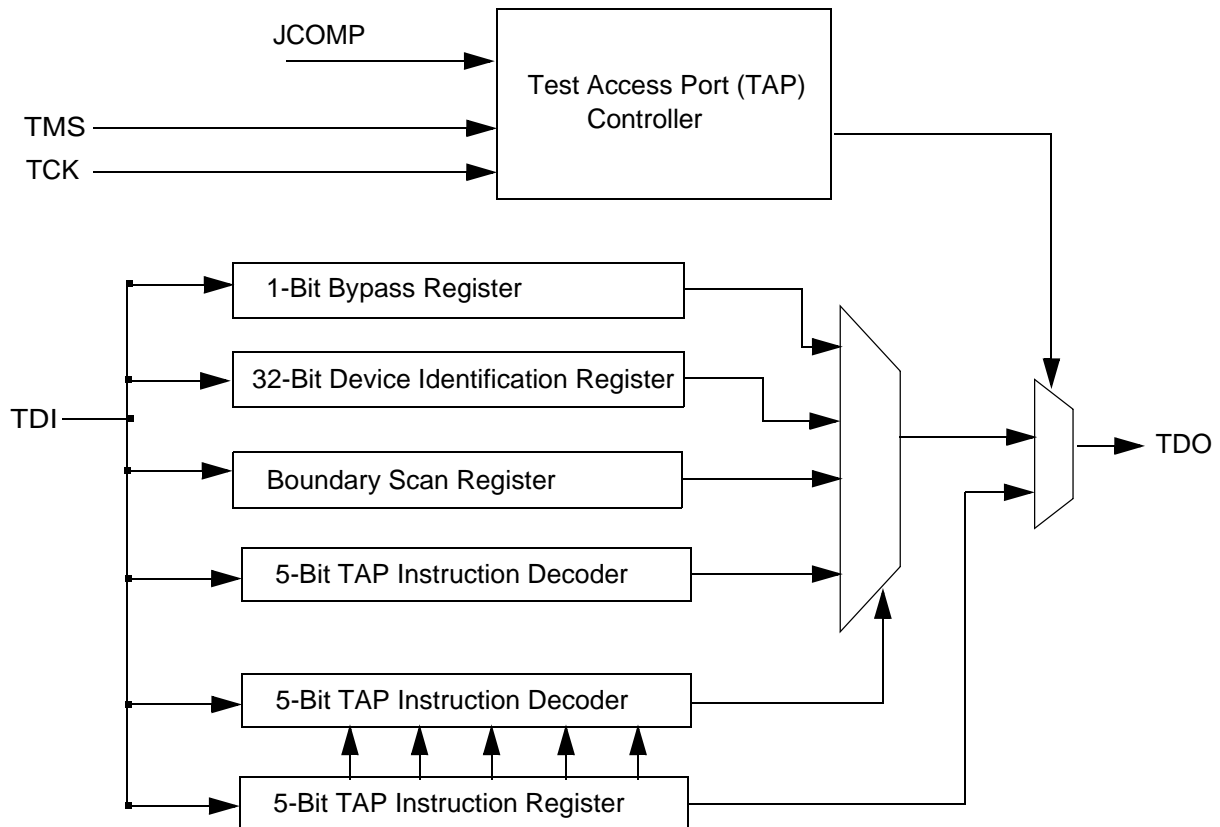 JCOMP
Test Access Port (TAP)
Controller
TMS
TCK
1-Bit Bypass Register
32-Bit Device Identification Register
TDI
TDO
Boundary Scan Register
5-Bit TAP Instruction Decoder
5-Bit TAP Instruction Decoder
5-Bit TAP Instruction Register